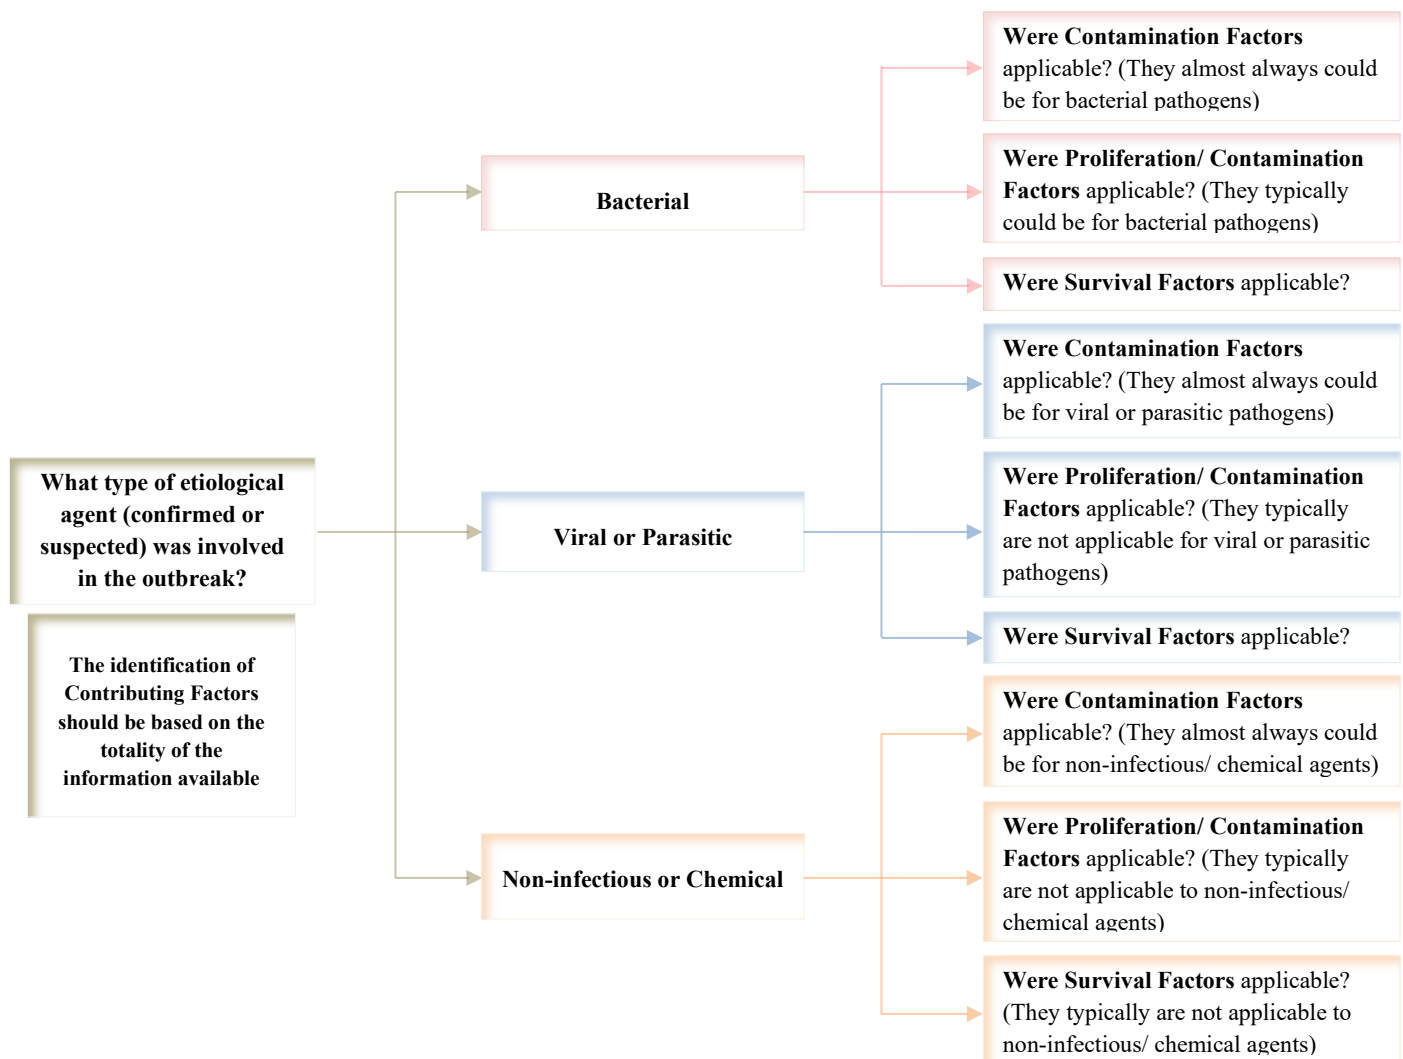 What type of etiological
agent (confirmed or
suspected) was involved
in the outbreak?
The identification of
Contributing Factors
should be based on the
totality of the
information available
Bacterial
Were Contamination Factors
applicable? (They almost always could
be for bacterial pathogens)
Were Proliferation/ Contamination
Factors applicable? (They typically
could be for bacterial pathogens)
Were Survival Factors applicable?
Viral or Parasitic
Were Contamination Factors
applicable? (They almost always could
be for viral or parasitic pathogens)
Were Proliferation/ Contamination
Factors applicable? (They typically
are not applicable for viral or parasitic
pathogens)
Were Survival Factors applicable?
Non-infectious or Chemical
Were Contamination Factors
applicable? (They almost always could
be for non-infectious/ chemical agents)
Were Proliferation/ Contamination
Factors applicable? (They typically
are not applicable to non-infectious/
chemical agents)
Were Survival Factors applicable?
(They typically are not applicable to
non-infectious/ chemical agents)